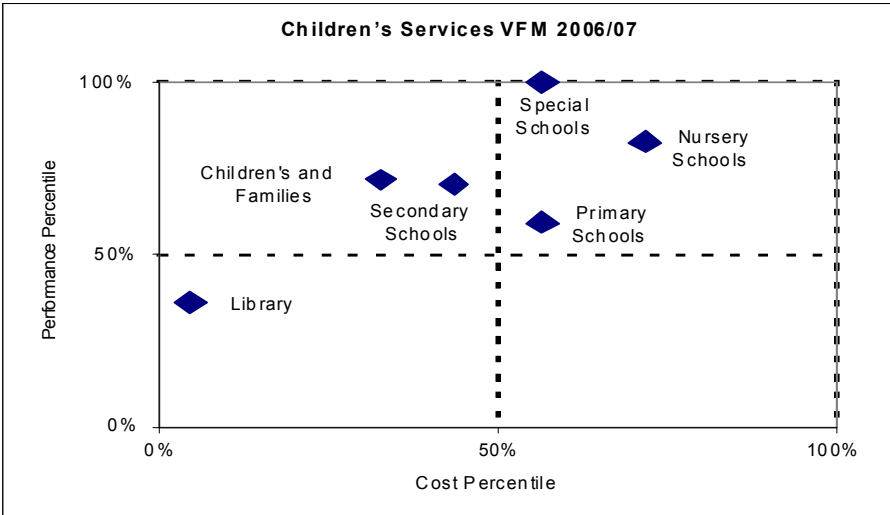 Children's Services VFM 2006/07
100%
Special
Schools
Nursery
Schools
Children's and
Families
Secondary
Schools
Primary
Schools
Performance Percentile
50%
Library
0%
0%
50%
100%
Cost Percentile